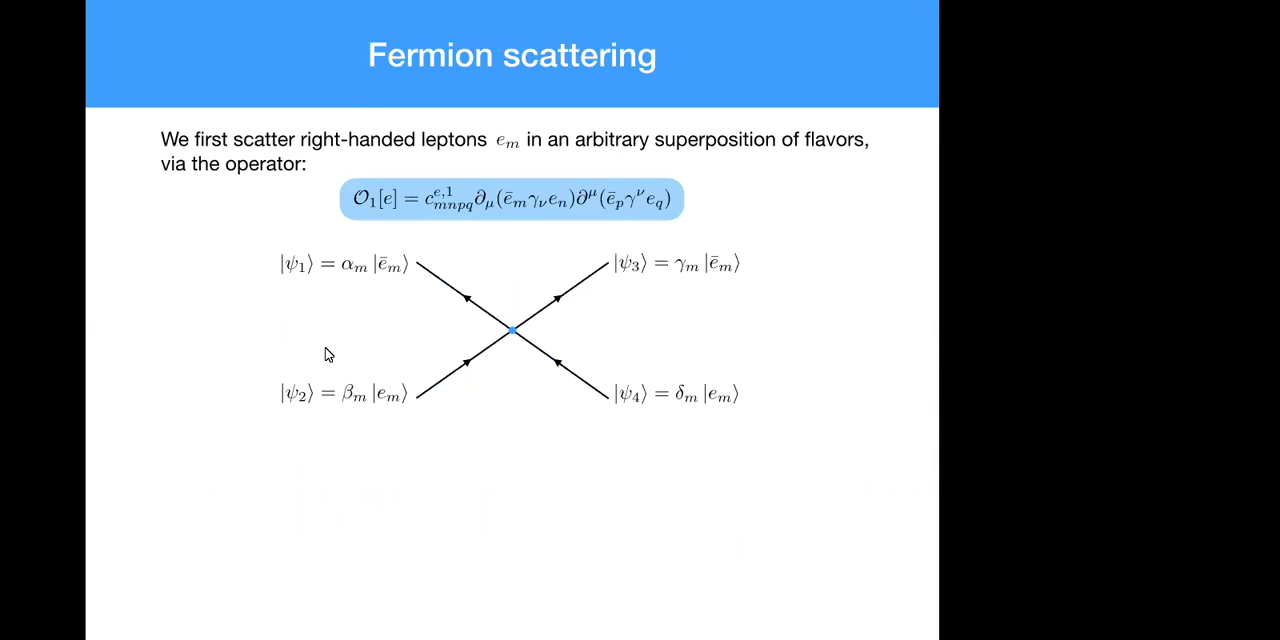 Fermion scattering
We first scatter right-handed leptons eₘ in an arbitrary superposition of flavors,
via the operator:
𝒪₁[e] = c^{e,1}_{mnpq} ∂_μ(ē_m γ_ν e_n)∂^μ(ē_p γ^ν e_q)
|ψ₁⟩ = α_m |ē_m⟩
|ψ₃⟩ = γ_m |ē_m⟩
|ψ₂⟩ = β_m |e_m⟩
|ψ₄⟩ = δ_m |e_m⟩